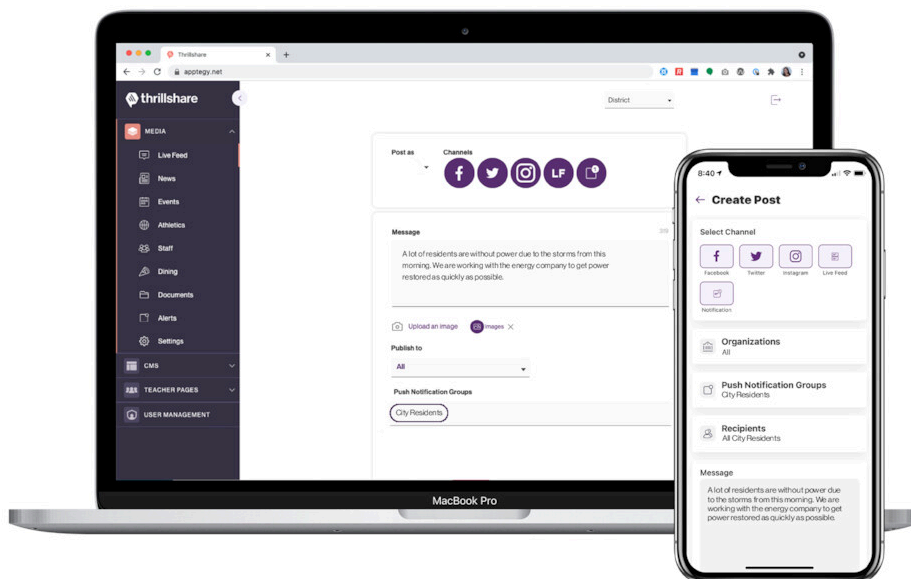 Thrillshare
apptegy.net
thrillshare
District
MEDIA
Live Feed
News
Events
Athletics
Staff
Dining
Documents
Alerts
Settings
CMS
TEACHER PAGES
USER MANAGEMENT
Post as
Channels
LF
Message
A lot of residents are without power due to the storms from this
morning. We are working with the energy company to get power
restored as quickly as possible.
Upload an image
Images
Publish to
All
Push Notification Groups
City Residents
MacBook Pro
8:40
Create Post
Select Channel
Facebook
Twitter
Instagram
Live Feed
Notification
Organizations
All
Push Notification Groups
City Residents
Recipients
All City Residents
Message
A lot of residents are without power due
to the storms from this morning. We are
working with the energy company to get
power restored as quickly as possible.